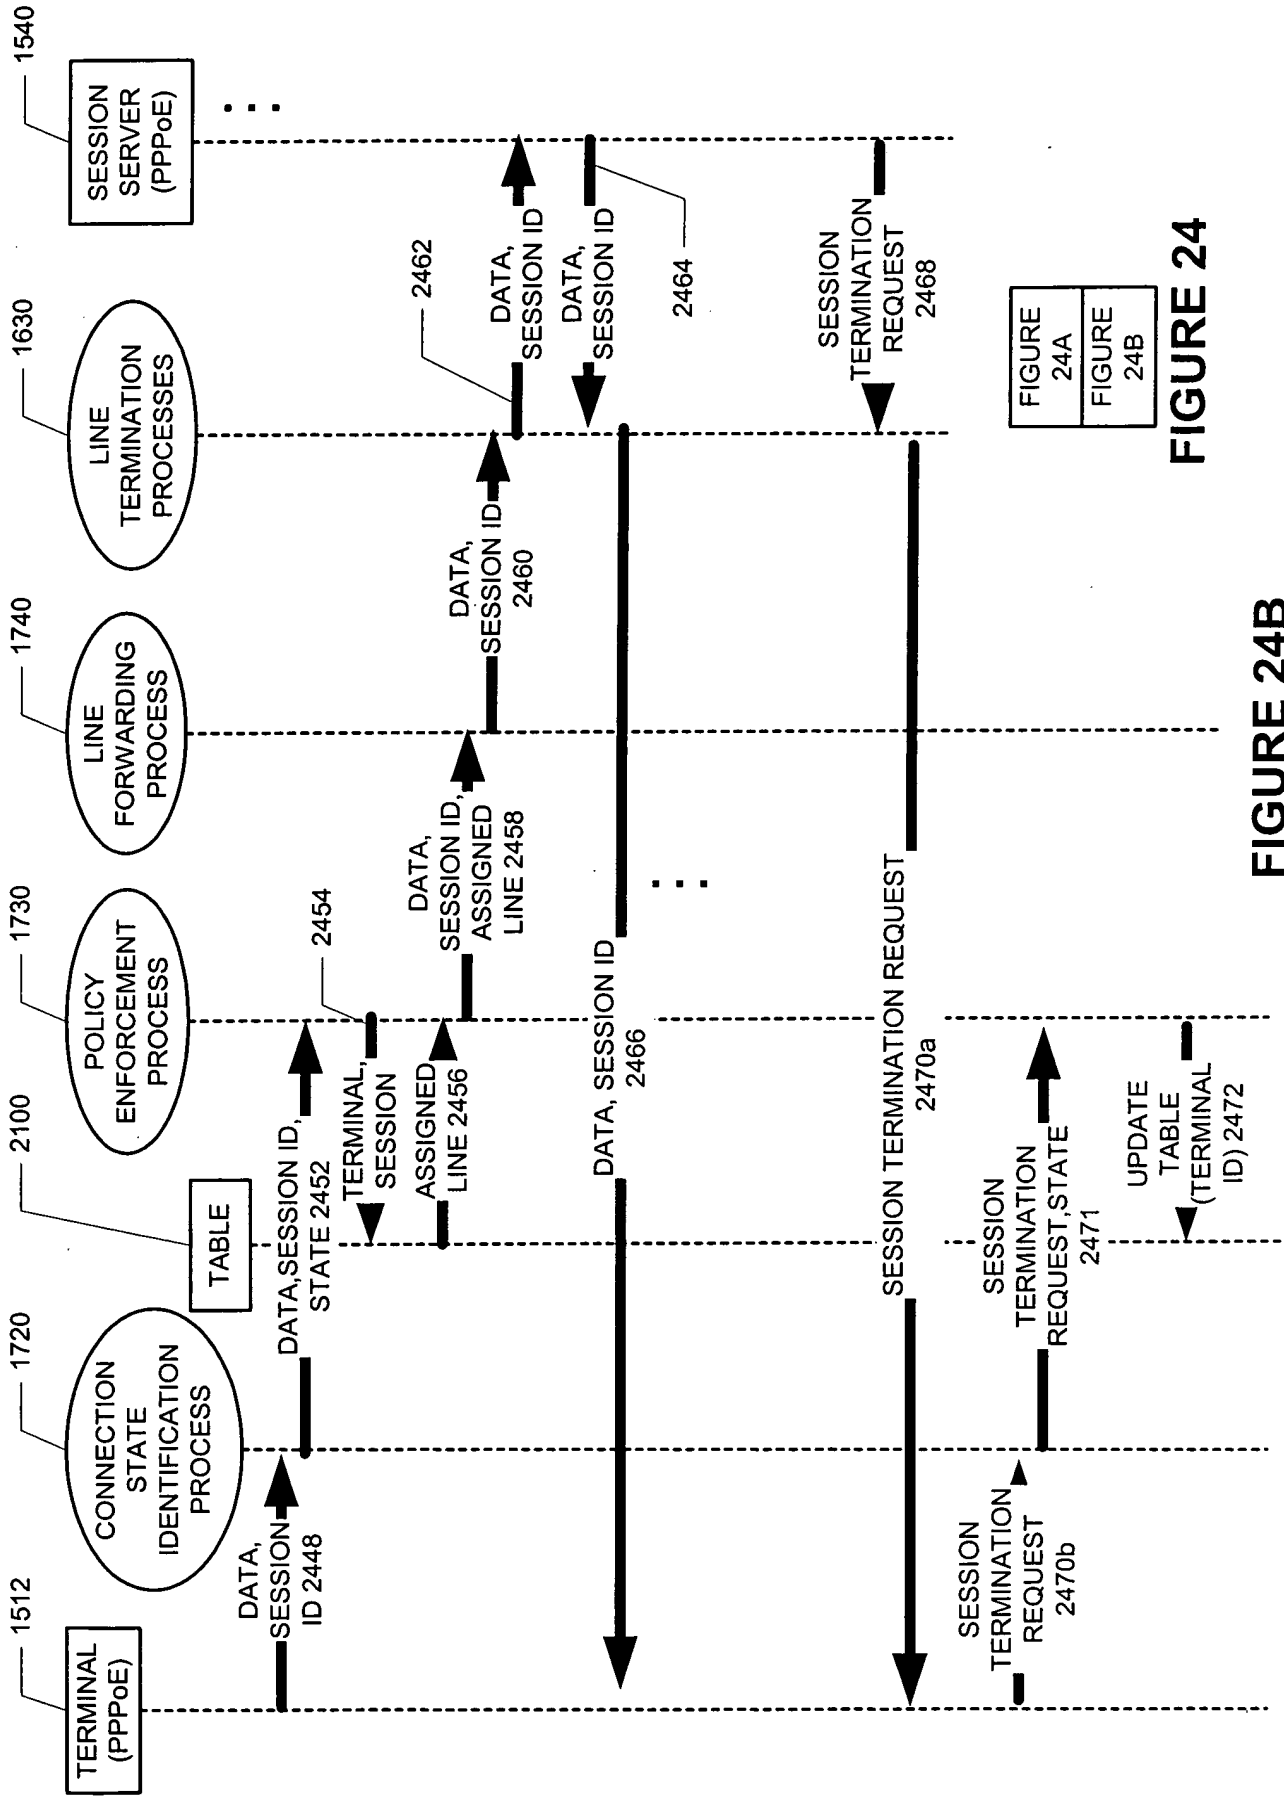 1512
TERMINAL
(PPPoE)
1720
CONNECTION
STATE
IDENTIFICATION
PROCESS
2100
TABLE
1730
POLICY
ENFORCEMENT
PROCESS
1740
LINE
FORWARDING
PROCESS
1630
LINE
TERMINATION
PROCESSES
1540
SESSION
SERVER
(PPPoE)
DATA,
SESSION
ID 2448
DATA,SESSION ID,
STATE 2452
2454
TERMINAL,
SESSION
ASSIGNED
LINE 2456
DATA,
SESSION ID,
ASSIGNED
LINE 2458
DATA,
SESSION ID
2460
2462
DATA,
SESSION ID
DATA,
SESSION ID
2464
DATA, SESSION ID
2466
SESSION
TERMINATION
REQUEST
2468
SESSION TERMINATION REQUEST
2470a
SESSION
TERMINATION
REQUEST
2470b
SESSION
TERMINATION
REQUEST,STATE
2471
UPDATE
TABLE
(TERMINAL
ID) 2472
FIGURE
24A
FIGURE
24B
FIGURE 24
FIGURE 24B